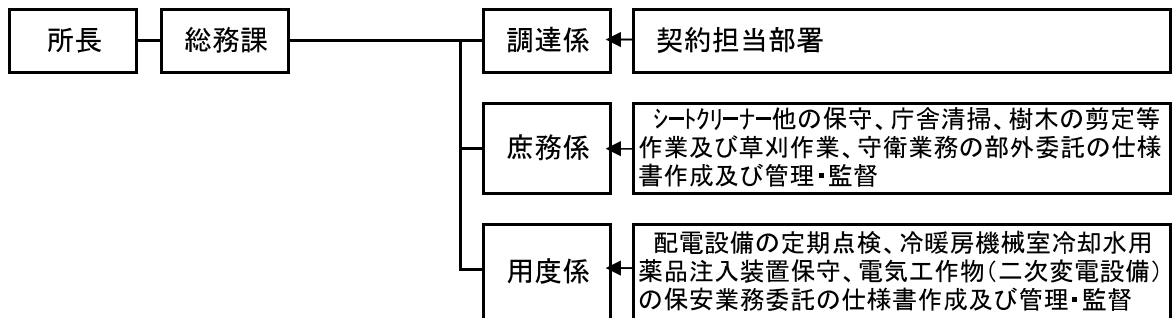 所長
総務課
調達係
契約担当部署
庶務係
シートクリーナー他の保守、庁舎清掃、樹木の剪定等
作業及び草刈作業、守衛業務の部外委託の仕様
書作成及び管理・監督
用度係
配電設備の定期点検、冷暖房機械室冷却水用
薬品注入装置保守、電気工作物(二次変電設備)
の保安業務委託の仕様書作成及び管理・監督